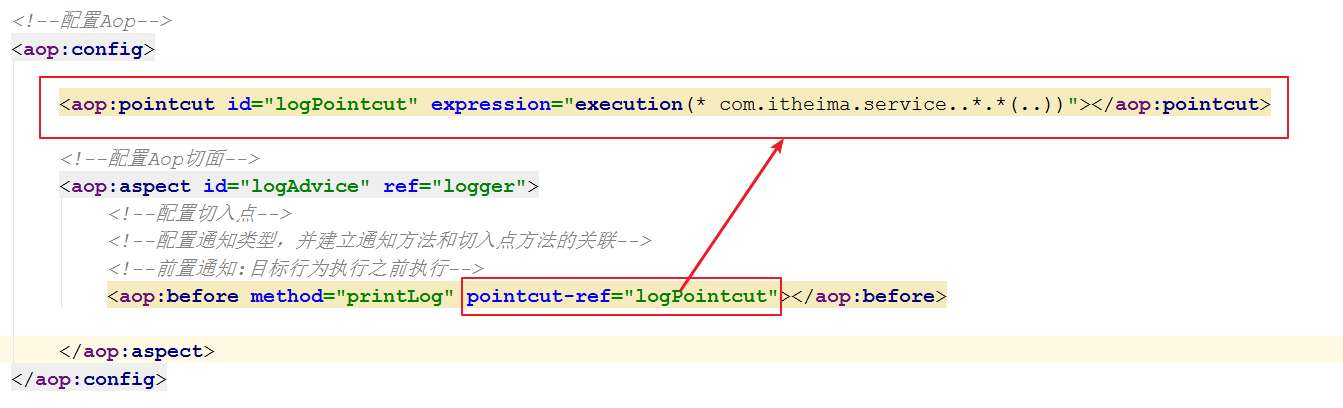 <!--配置Aop-->
<aop:config>
<aop:pointcut id="logPointcut" expression="execution(* com.itheima.service..*.*(..))"></aop:pointcut>
<!--配置Aop切面-->
<aop:aspect id="logAdvice" ref="logger">
<!--配置切入点-->
<!--配置通知类型，并建立通知方法和切入点方法的关联-->
<!--前置通知:目标行为执行之前执行-->
<aop:before method="printLog" pointcut-ref="logPointcut"></aop:before>
</aop:aspect>
</aop:config>